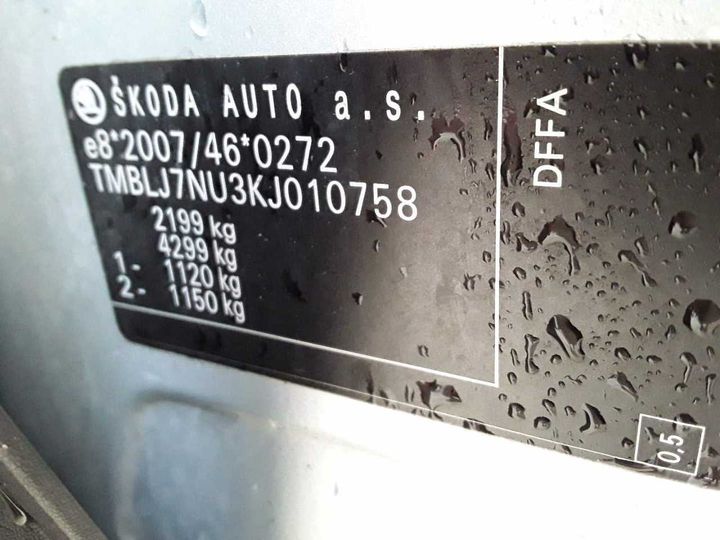 ŠKODA AUTO a.s.
e8*2007/46*0272
TMBLJ7NU3KJ010758
2199 kg
4299 kg
1- 1120 kg
2- 1150 kg
DFFA
0,5